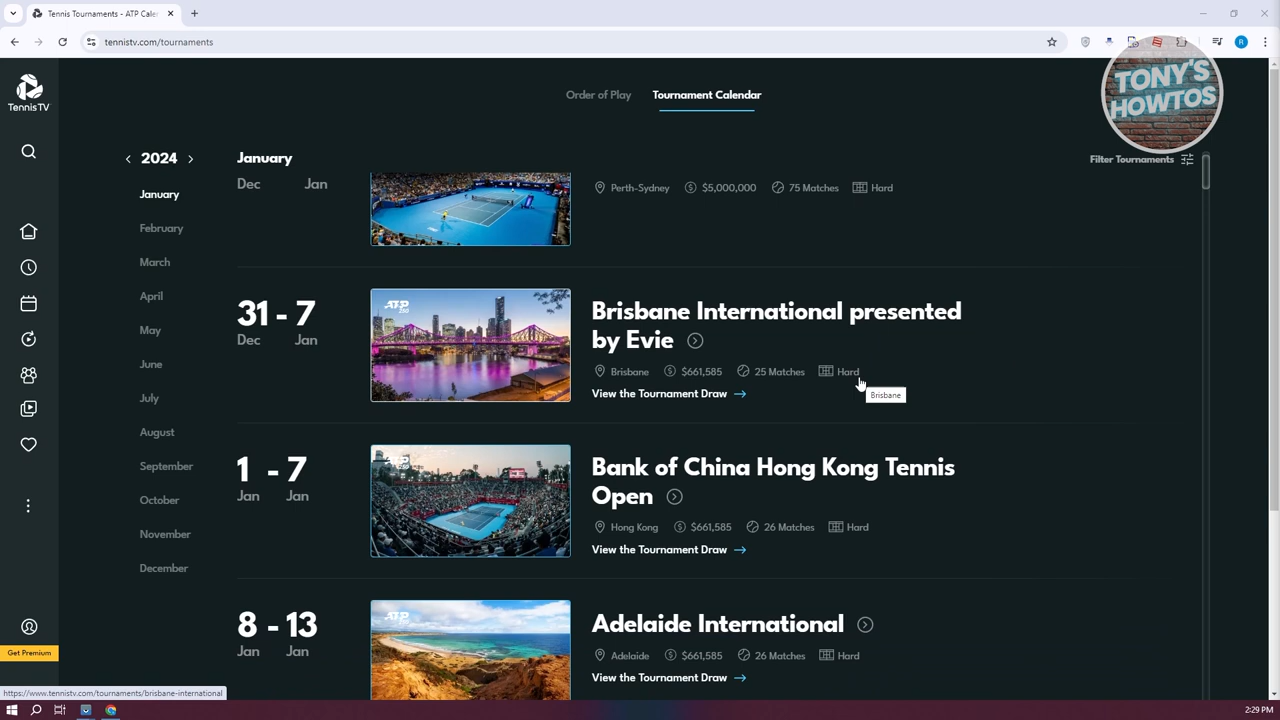 Tennis Tournaments - ATP Cale
tennistv.com/tournaments
R
TONY'S
HOWTOS
TennisTV
Order of Play
Tournament Calendar
2024
January
Filter Tournaments
Dec Jan
Perth-Sydney $5,000,000 75 Matches Hard
January
February
March
April
May
June
July
August
September
October
November
December
31 - 7
Dec Jan
ATP
250
Brisbane International presented
by Evie
Brisbane $661,585 25 Matches Hard
Brisbane
View the Tournament Draw
1 - 7
Jan Jan
Bank of China Hong Kong Tennis
Open
Hong Kong $661,585 26 Matches Hard
View the Tournament Draw
8 - 13
Jan Jan
ATP
Adelaide International
Adelaide $661,585 26 Matches Hard
View the Tournament Draw
Get Premium
https://www.tennistv.com/tournaments/brisbane-international
2:29 PM